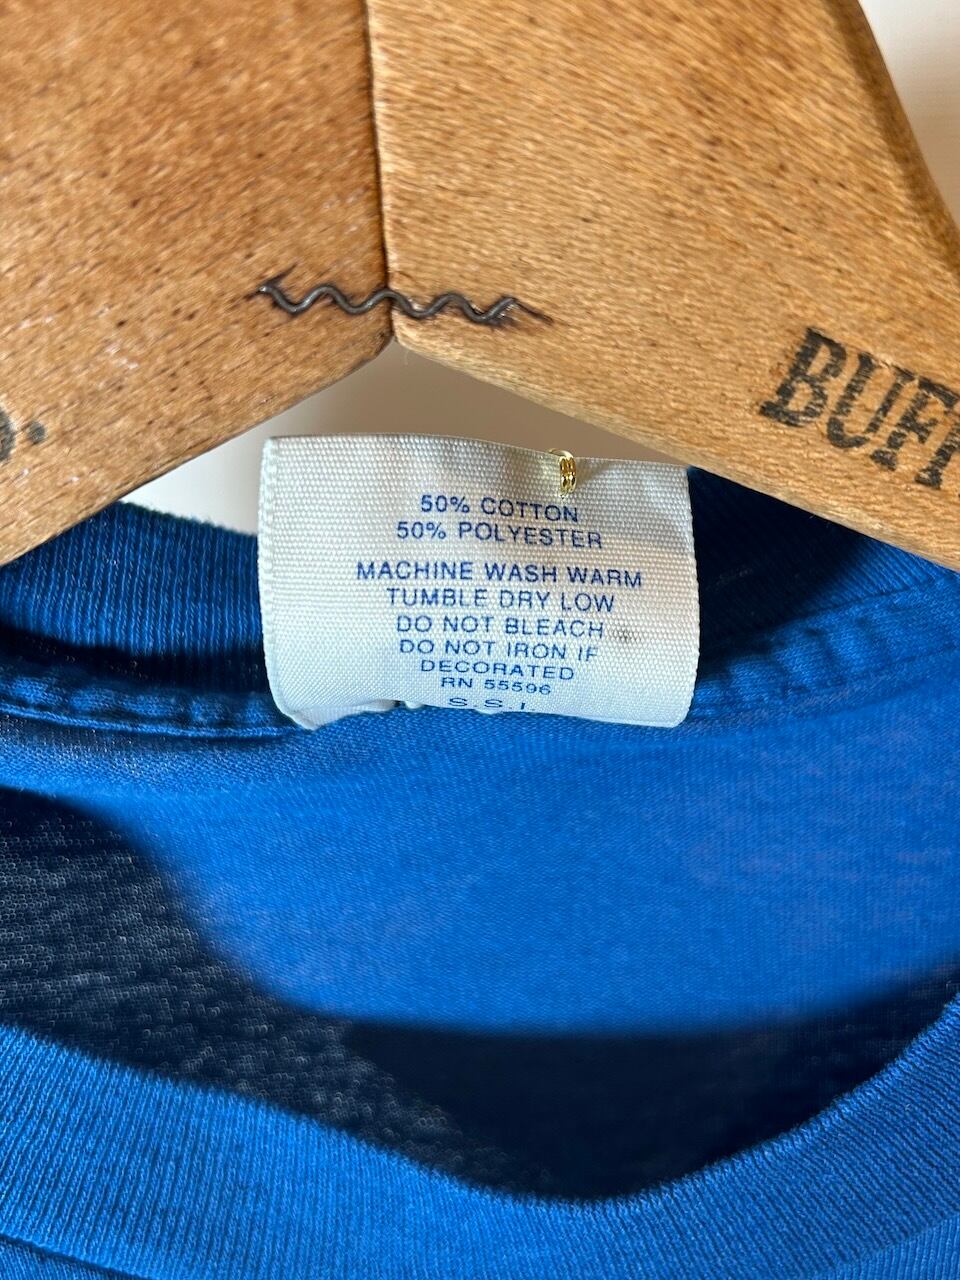 BUFF
50% COTTON
50% POLYESTER
MACHINE WASH WARM
TUMBLE DRY LOW
DO NOT BLEACH
DO NOT IRON IF
DECORATED
RN 55596
S.S.I.